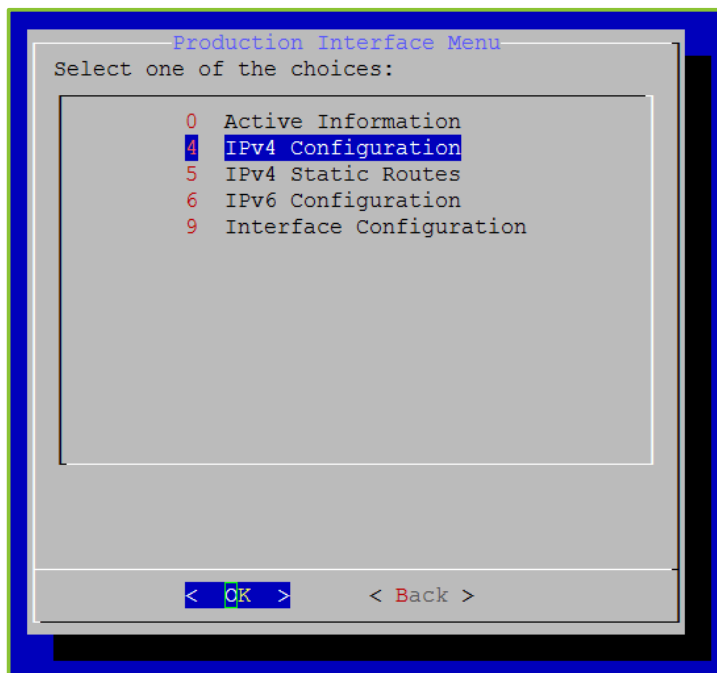 Production Interface Menu
Select one of the choices:
0 Active Information
4 IPv4 Configuration
5 IPv4 Static Routes
6 IPv6 Configuration
9 Interface Configuration
< OK > < Back >